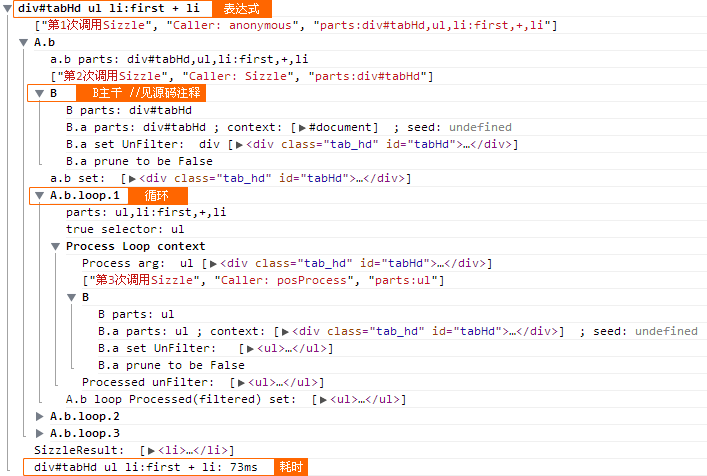 div#tabHd ul li:first + li 表达式
["第1次调用Sizzle", "Caller: anonymous", "parts:div#tabHd,ul,li:first,+,li"]
A.b
a.b parts: div#tabHd,ul,li:first,+,li
["第2次调用Sizzle", "Caller: Sizzle", "parts:div#tabHd"]
B B主干 //见源码注释
B parts: div#tabHd
B.a parts: div#tabHd ; context: [▶#document] ; seed: undefined
B.a set UnFilter: div [▶<div class="tab_hd" id="tabHd">…</div>]
B.a prune to be False
a.b set: [▶<div class="tab_hd" id="tabHd">…</div>]
A.b.loop.1 循环
parts: ul,li:first,+,li
true selector: ul
Process Loop context
Process arg: ul [▶<div class="tab_hd" id="tabHd">…</div>]
["第3次调用Sizzle", "Caller: posProcess", "parts:ul"]
B
B parts: ul
B.a parts: ul ; context: [▶<div class="tab_hd" id="tabHd">…</div>] ; seed: undefined
B.a set UnFilter: [▶<ul>…</ul>]
B.a prune to be False
Processed unFilter: [▶<ul>…</ul>]
A.b loop Processed(filtered) set: [▶<ul>…</ul>]
A.b.loop.2
A.b.loop.3
SizzleResult: [▶<li>…</li>]
div#tabHd ul li:first + li: 73ms 耗时